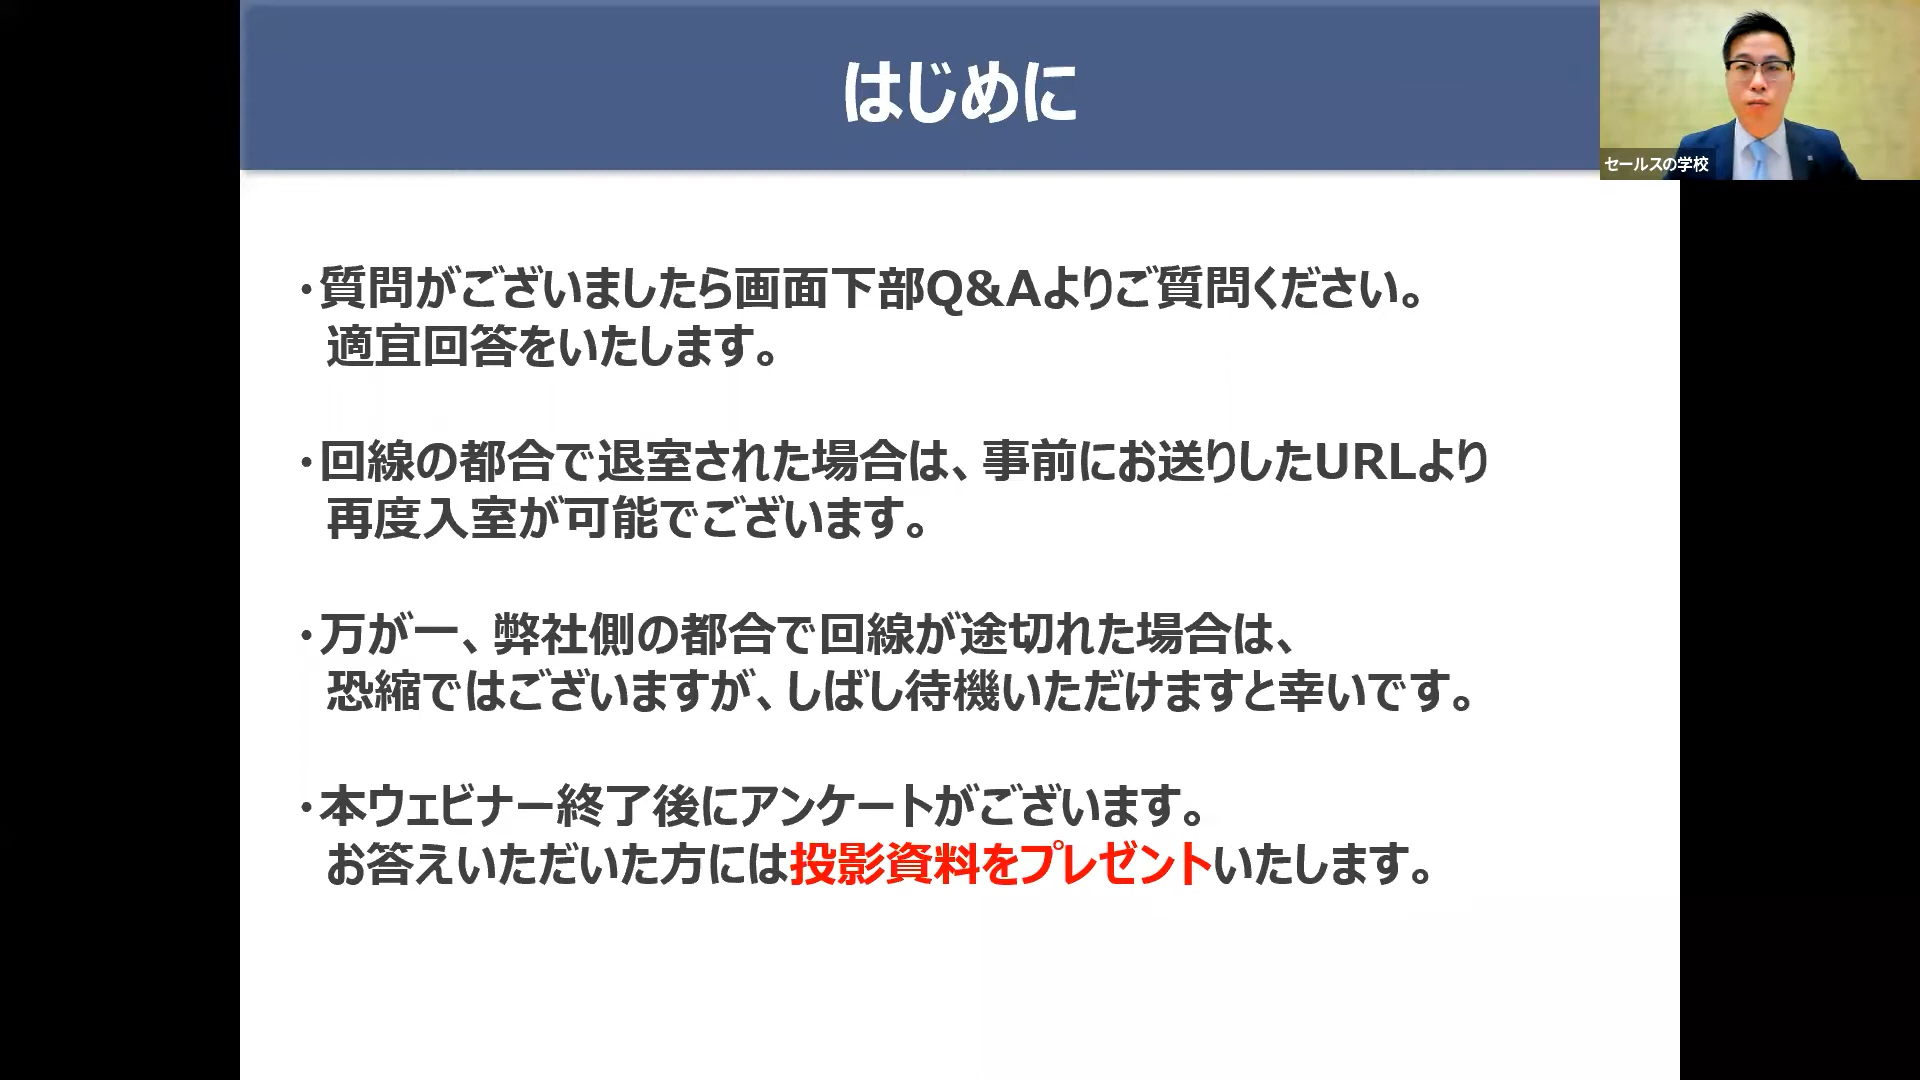 はじめに
セールスの学校
・質問がございましたら画面下部Q&Aよりご質問ください。
適宜回答をいたします。
・回線の都合で退室された場合は、事前にお送りしたURLより
再度入室が可能でございます。
・万が一、弊社側の都合で回線が途切れた場合は、
恐縮ではございますが、しばし待機いただけますと幸いです。
・本ウェビナー終了後にアンケートがございます。
お答えいただいた方には投影資料をプレゼントいたします。